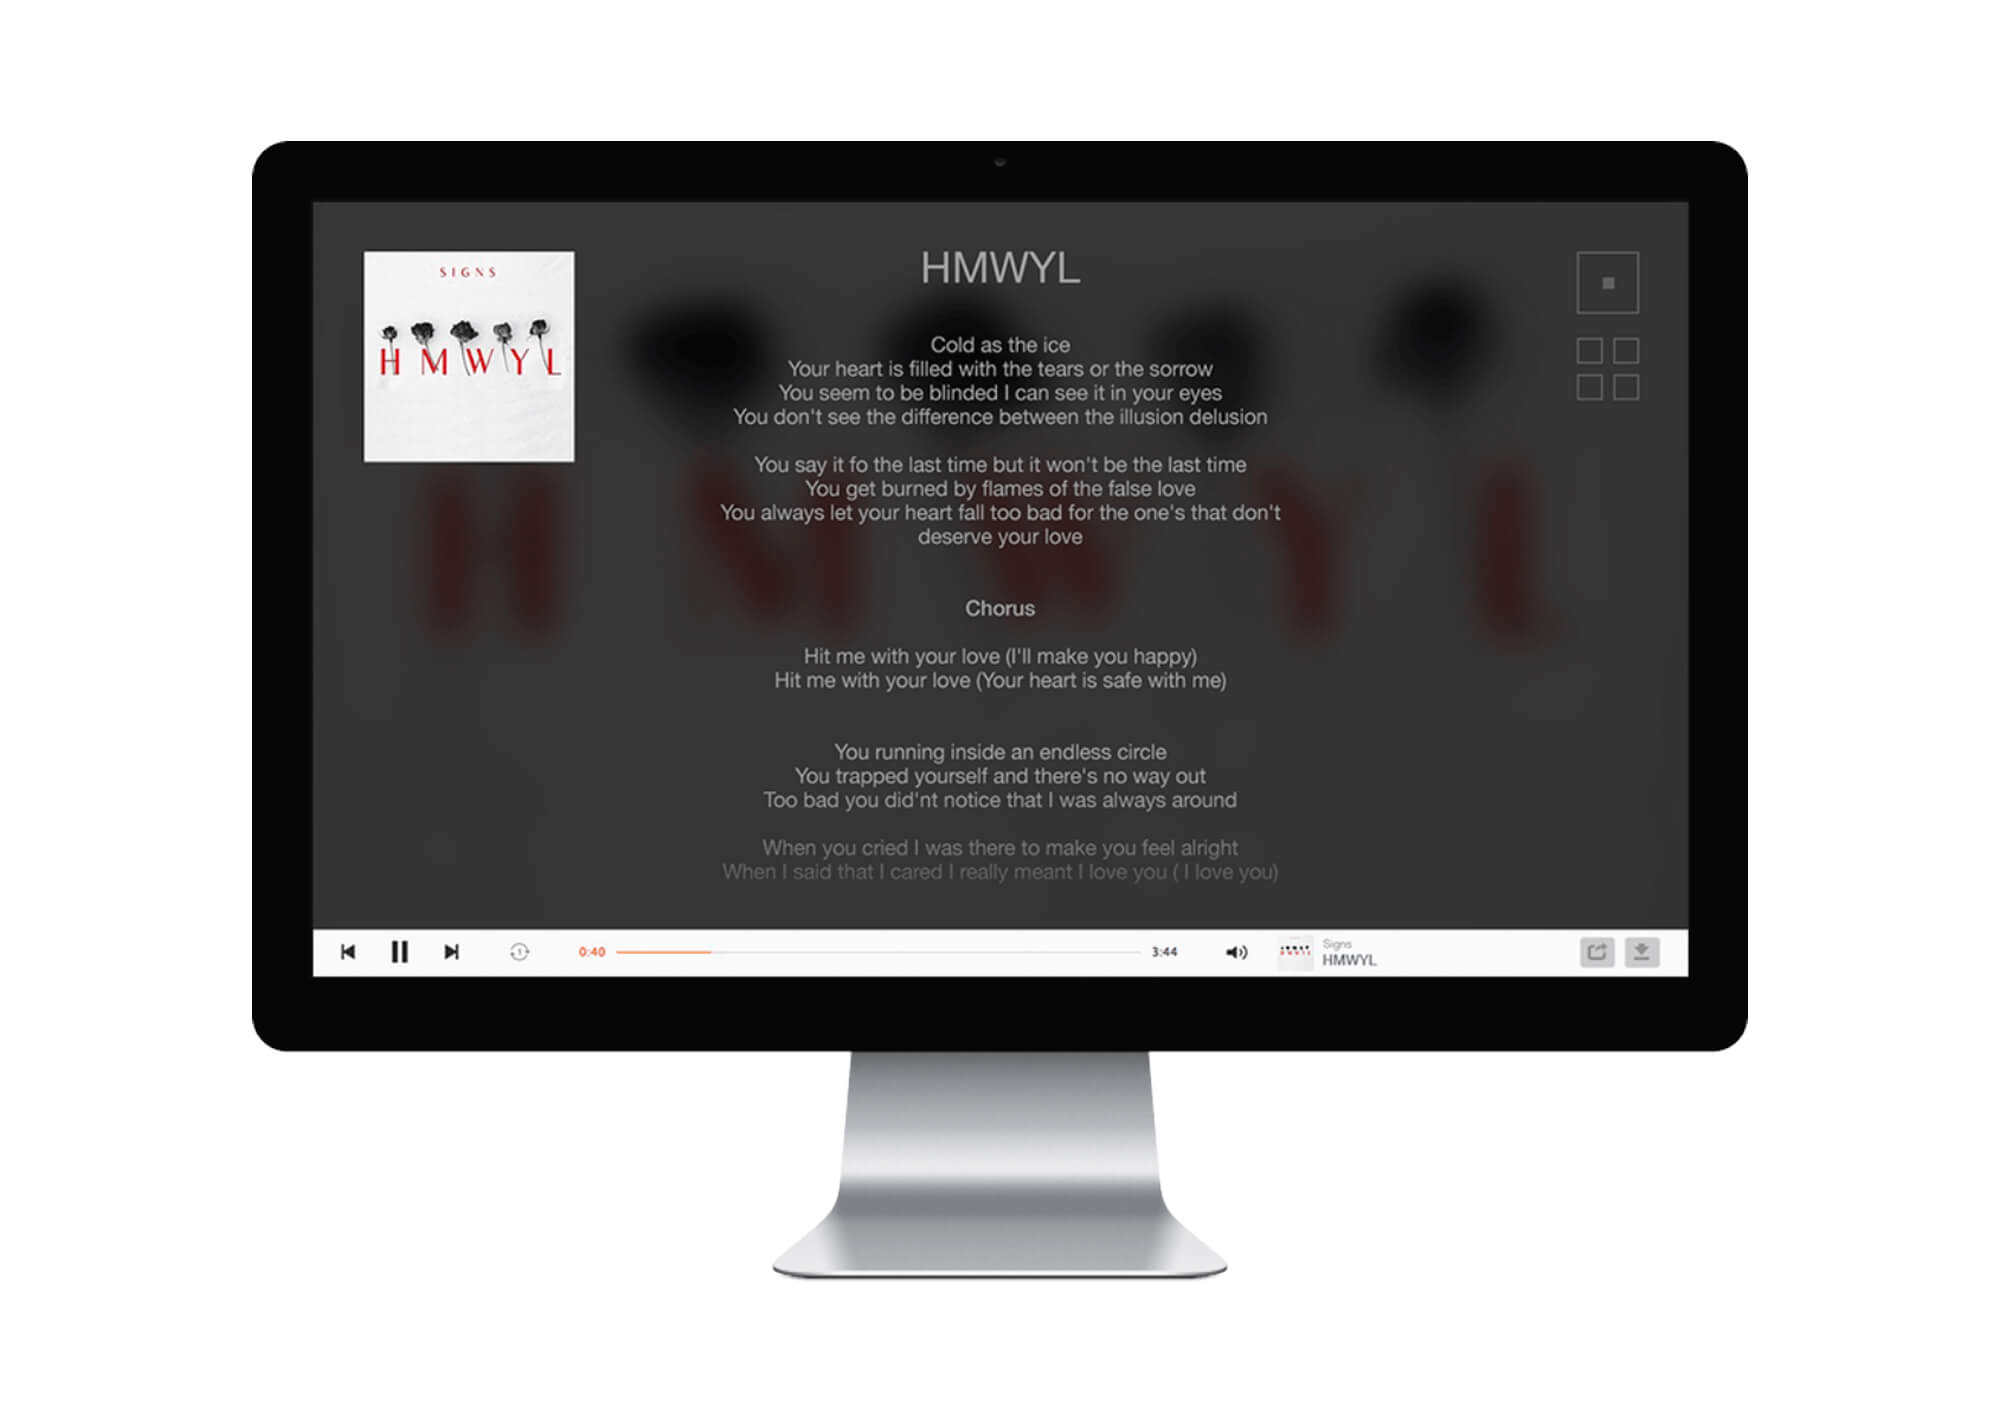 SIGNS
HMWYL
HMWYL
Cold as the ice
Your heart is filled with the tears or the sorrow
You seem to be blinded I can see it in your eyes
You don't see the difference between the illusion delusion
You say it fo the last time but it won't be the last time
You get burned by flames of the false love
You always let your heart fall too bad for the one's that don't
deserve your love
Chorus
Hit me with your love (I'll make you happy)
Hit me with your love (Your heart is safe with me)
You running inside an endless circle
You trapped yourself and there's no way out
Too bad you did'nt notice that I was always around
When you cried I was there to make you feel alright
When I said that I cared I really meant I love you ( I love you)
HMWYL
1
0:40
3:44
Signs
HMWYL